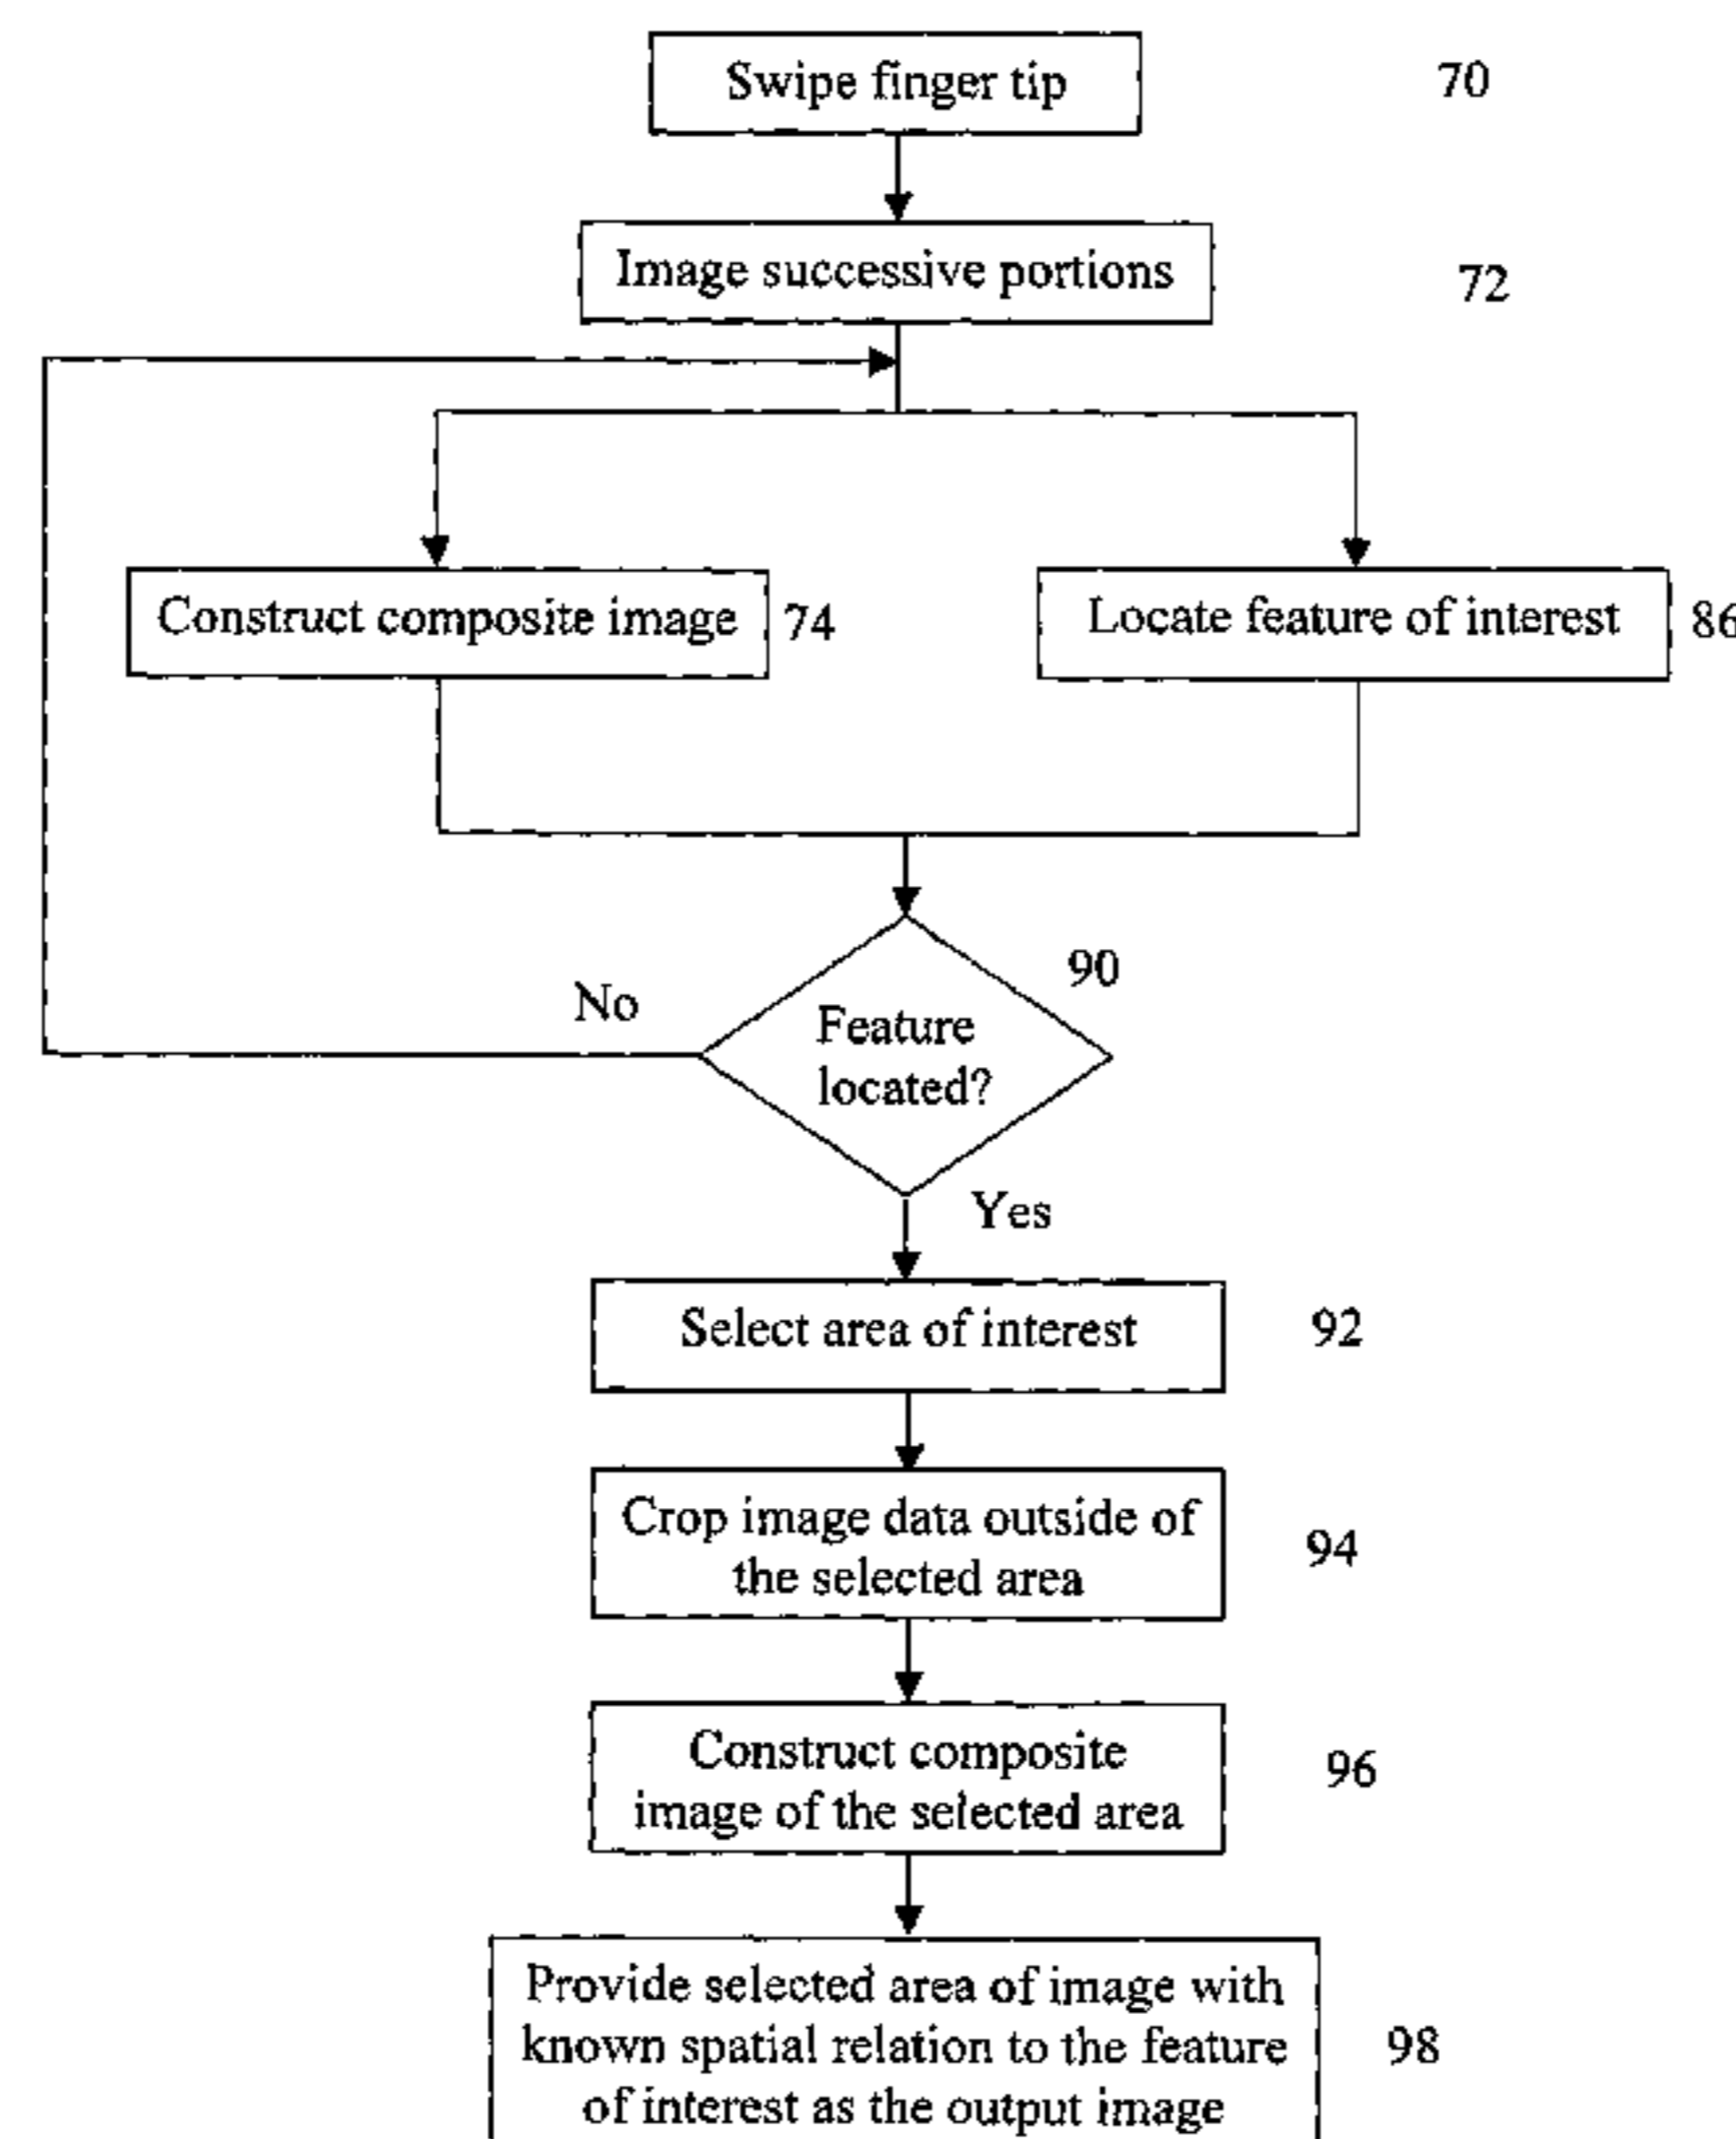 Swipe finger tip 70
Image successive portions 72
Construct composite image 74
Locate feature of interest 86
90
No
Feature
located?
Yes
Select area of interest 92
Crop image data outside of
the selected area
94
Construct composite
image of the selected area
96
Provide selected area of image with
known spatial relation to the feature
of interest as the output image
98